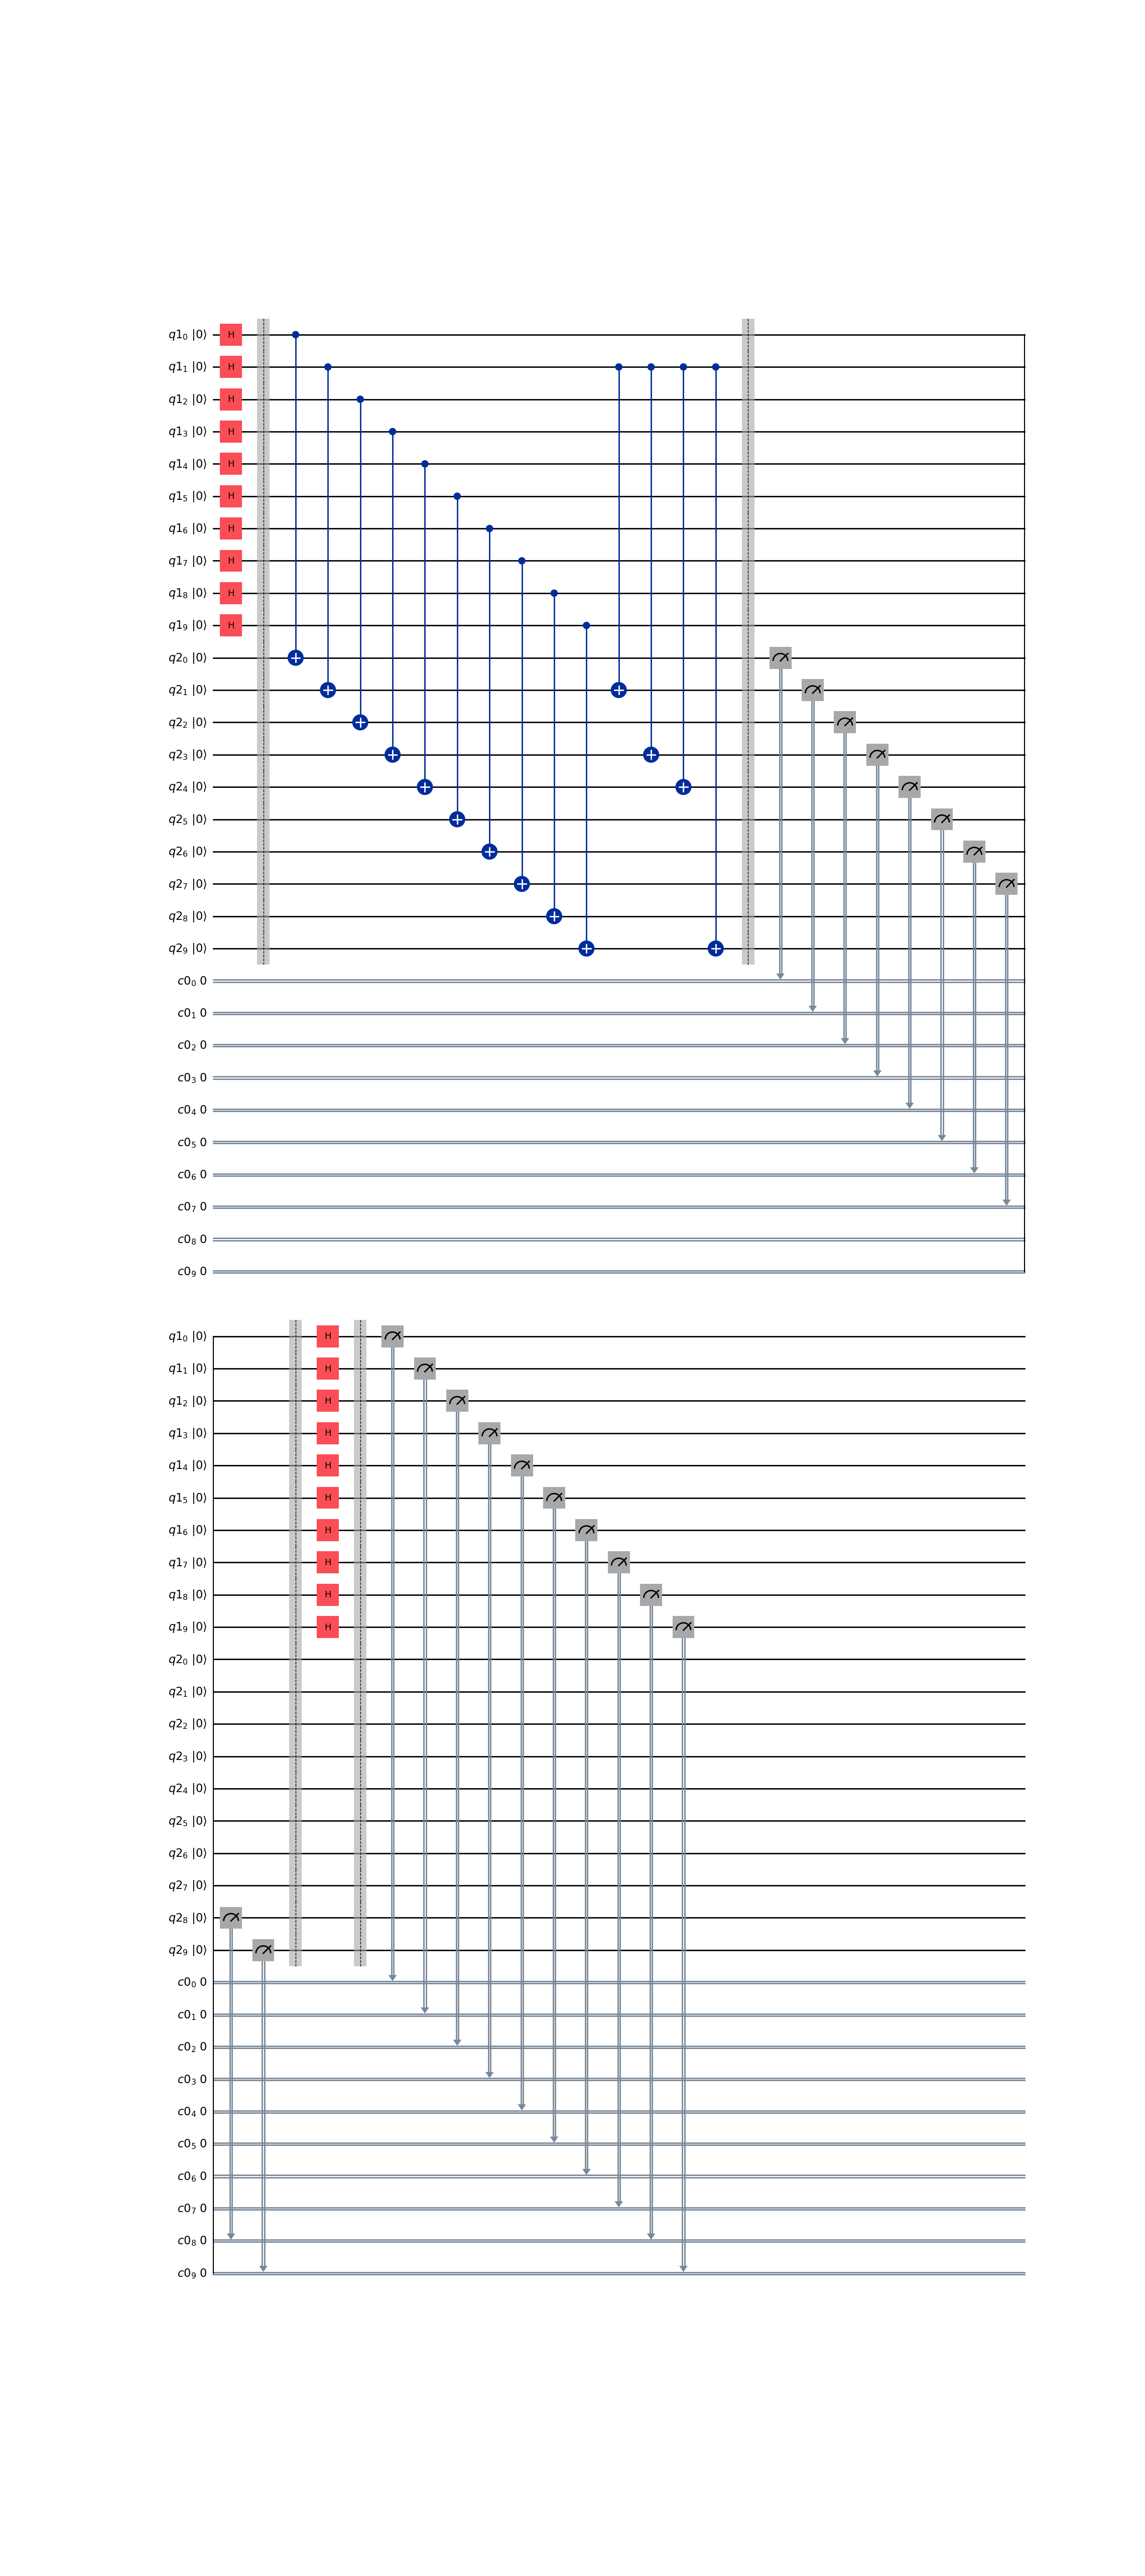 q1₀ |0⟩ H
q1₁ |0⟩ H
q1₂ |0⟩ H
q1₃ |0⟩ H
q1₄ |0⟩ H
q1₅ |0⟩ H
q1₆ |0⟩ H
q1₇ |0⟩ H
q1₈ |0⟩ H
q1₉ |0⟩ H
q2₀ |0⟩
q2₁ |0⟩
q2₂ |0⟩
q2₃ |0⟩
q2₄ |0⟩
q2₅ |0⟩
q2₆ |0⟩
q2₇ |0⟩
q2₈ |0⟩
q2₉ |0⟩
c0₀ 0
c0₁ 0
c0₂ 0
c0₃ 0
c0₄ 0
c0₅ 0
c0₆ 0
c0₇ 0
c0₈ 0
c0₉ 0
q1₀ |0⟩ H
q1₁ |0⟩ H
q1₂ |0⟩ H
q1₃ |0⟩ H
q1₄ |0⟩ H
q1₅ |0⟩ H
q1₆ |0⟩ H
q1₇ |0⟩ H
q1₈ |0⟩ H
q1₉ |0⟩ H
q2₀ |0⟩
q2₁ |0⟩
q2₂ |0⟩
q2₃ |0⟩
q2₄ |0⟩
q2₅ |0⟩
q2₆ |0⟩
q2₇ |0⟩
q2₈ |0⟩
q2₉ |0⟩
c0₀ 0
c0₁ 0
c0₂ 0
c0₃ 0
c0₄ 0
c0₅ 0
c0₆ 0
c0₇ 0
c0₈ 0
c0₉ 0